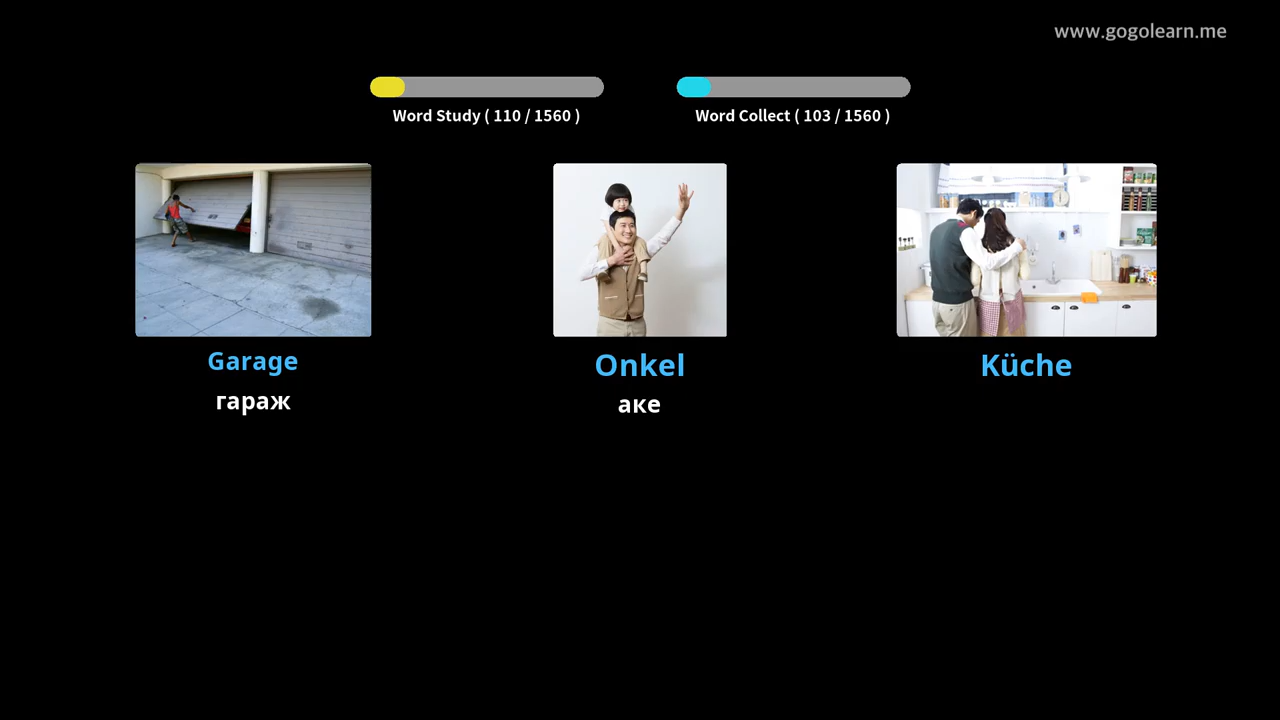 www.gogolearn.me
Word Study ( 110 / 1560 )
Word Collect ( 103 / 1560 )
Garage
гараж
Onkel
аке
Küche